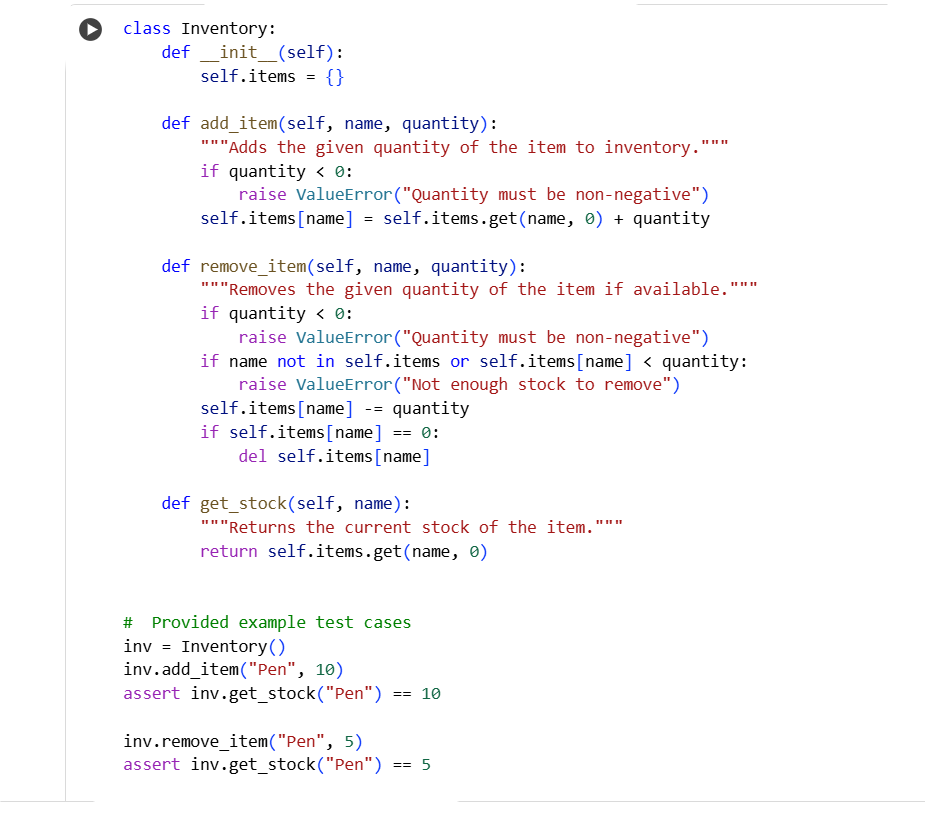 class Inventory:
    def __init__(self):
        self.items = {}

    def add_item(self, name, quantity):
        """Adds the given quantity of the item to inventory."""
        if quantity < 0:
            raise ValueError("Quantity must be non-negative")
        self.items[name] = self.items.get(name, 0) + quantity

    def remove_item(self, name, quantity):
        """Removes the given quantity of the item if available."""
        if quantity < 0:
            raise ValueError("Quantity must be non-negative")
        if name not in self.items or self.items[name] < quantity:
            raise ValueError("Not enough stock to remove")
        self.items[name] -= quantity
        if self.items[name] == 0:
            del self.items[name]

    def get_stock(self, name):
        """Returns the current stock of the item."""
        return self.items.get(name, 0)


#  Provided example test cases
inv = Inventory()
inv.add_item("Pen", 10)
assert inv.get_stock("Pen") == 10

inv.remove_item("Pen", 5)
assert inv.get_stock("Pen") == 5